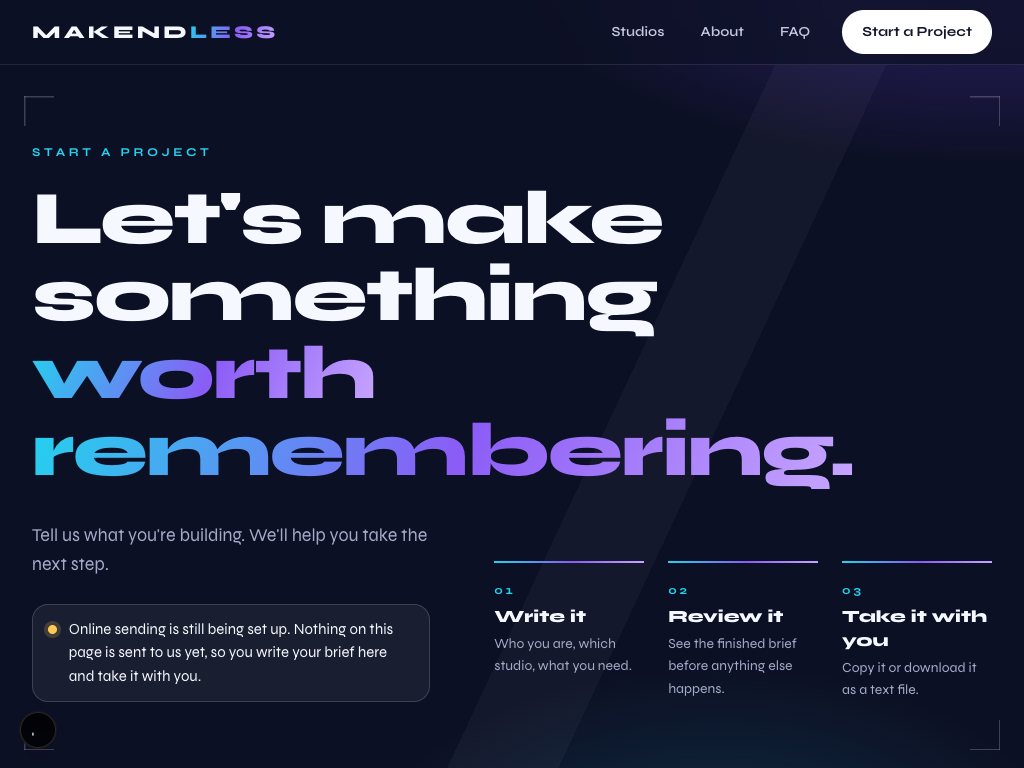 MAKENDLESS
Studios
About
FAQ
Start a Project
START A PROJECT
Let's make
something
worth
remembering.
Tell us what you're building. We'll help you take the
next step.
Online sending is still being set up. Nothing on this
page is sent to us yet, so you write your brief here
and take it with you.
01
Write it
Who you are, which
studio, what you need.
02
Review it
See the finished brief
before anything else
happens.
03
Take it with
you
Copy it or download it
as a text file.